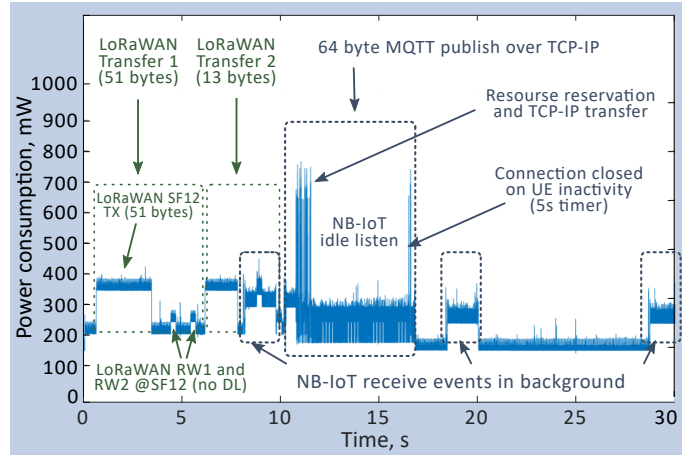 LoRaWAN
Transfer 1
(51 bytes)
LoRaWAN
Transfer 2
(13 bytes)
64 byte MQTT publish over TCP-IP
Resourse reservation
and TCP-IP transfer
Connection closed
on UE inactivity
(5s timer)
LoRaWAN SF12
TX (51 bytes)
NB-IoT
idle listen
LoRaWAN RW1 and
RW2 @SF12 (no DL)
NB-IoT receive events in background
Power consumption, mW
1000
900
800
700
600
500
400
300
200
100
0
0
5
10
15
20
25
30
Time, s